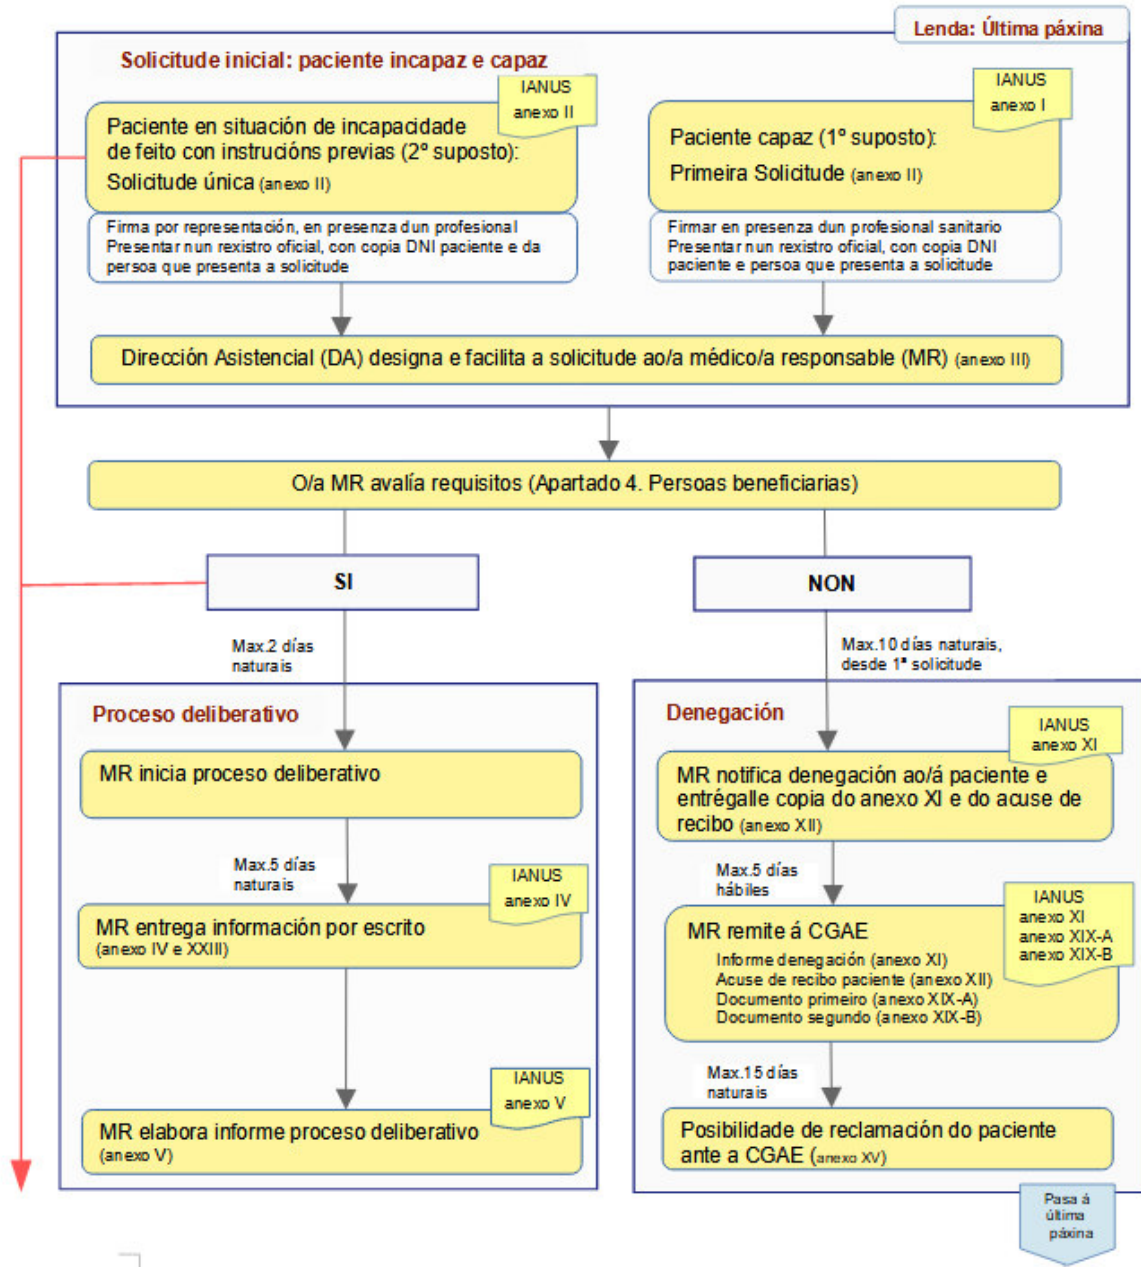 Lenda: Última páxina
Solicitude inicial: paciente incapaz e capaz
IANUS
anexo II
Paciente en situación de incapacidade
de feito con instrucións previas (2º suposto):
Solicitude única (anexo II)
Firma por representación, en presenza dun profesional
Presentar nun rexistro oficial, con copia DNI paciente e da
persoa que presenta a solicitude
IANUS
anexo I
Paciente capaz (1º suposto):
Primeira Solicitude (anexo II)
Firmar en presenza dun profesional sanitario
Presentar nun rexistro oficial, con copia DNI
paciente e persoa que presenta a solicitude
Dirección Asistencial (DA) designa e facilita a solicitude ao/a médico/a responsable (MR) (anexo III)
O/a MR avalía requisitos (Apartado 4. Persoas beneficiarias)
SI
NON
Max.2 días
naturais
Max.10 días naturais,
desde 1ª solicitude
Proceso deliberativo
MR inicia proceso deliberativo
Max.5 días
naturais
IANUS
anexo IV
MR entrega información por escrito
(anexo IV e XXIII)
IANUS
anexo V
MR elabora informe proceso deliberativo
(anexo V)
Denegación
IANUS
anexo XI
MR notifica denegación ao/á paciente e
entrégalle copia do anexo XI e do acuse de
recibo (anexo XII)
Max.5 días
hábiles
IANUS
anexo XI
anexo XIX-A
anexo XIX-B
MR remite á CGAE
Informe denegación (anexo XI)
Acuse de recibo paciente (anexo XII)
Documento primeiro (anexo XIX-A)
Documento segundo (anexo XIX-B)
Max.15 días
naturais
Posibilidade de reclamación do paciente
ante a CGAE (anexo XV)
Pasa á
última
páxina